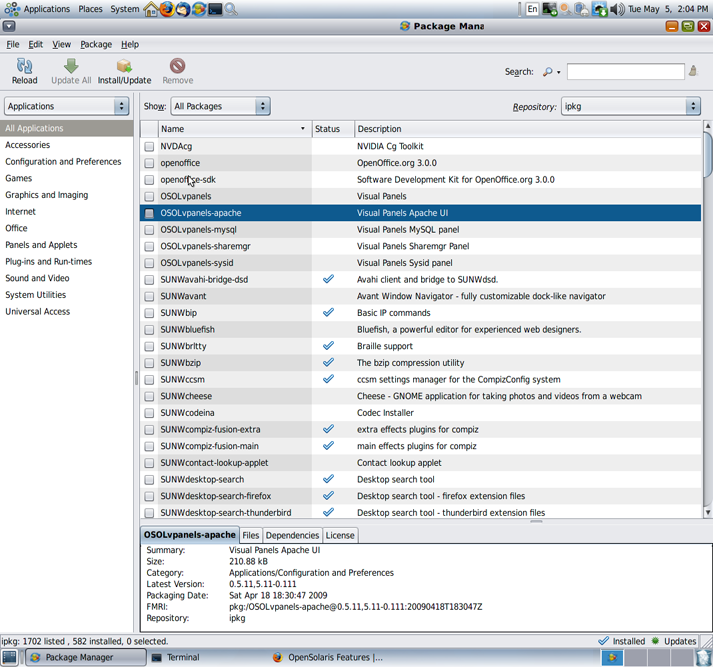 Applications Places System En Tue May 5, 2:04 PM
Package Mana
File Edit View Package Help
Reload Update All Install/Update Remove Search:
Applications Show: All Packages Repository: ipkg
All Applications
Accessories
Configuration and Preferences
Games
Graphics and Imaging
Internet
Office
Panels and Applets
Plug-ins and Run-times
Sound and Video
System Utilities
Universal Access
Name Status Description
NVDAcg NVIDIA Cg Toolkit
openoffice OpenOffice.org 3.0.0
openoffice-sdk Software Development Kit for OpenOffice.org 3.0.0
OSOLvpanels Visual Panels
OSOLvpanels-apache Visual Panels Apache UI
OSOLvpanels-mysql Visual Panels MySQL panel
OSOLvpanels-sharemgr Visual Panels Sharemgr Panel
OSOLvpanels-sysid Visual Panels Sysid panel
SUNWavahi-bridge-dsd Avahi client and bridge to SUNWdsd.
SUNWavant Avant Window Navigator - fully customizable dock-like navigator
SUNWbip Basic IP commands
SUNWbluefish Bluefish, a powerful editor for experienced web designers.
SUNWbrltty Braille support
SUNWbzip The bzip compression utility
SUNWccsm ccsm settings manager for the CompizConfig system
SUNWcheese Cheese - GNOME application for taking photos and videos from a webcam
SUNWcodeina Codec Installer
SUNWcompiz-fusion-extra extra effects plugins for compiz
SUNWcompiz-fusion-main main effects plugins for compiz
SUNWcontact-lookup-applet Contact lookup applet
SUNWdesktop-search Desktop search tool
SUNWdesktop-search-firefox Desktop search tool - firefox extension files
SUNWdesktop-search-thunderbird Desktop search tool - thunderbird extension files
OSOLvpanels-apache Files Dependencies License
Summary: Visual Panels Apache UI
Size: 210.88 kB
Category: Applications/Configuration and Preferences
Latest Version: 0.5.11,5.11-0.111
Packaging Date: Sat Apr 18 18:30:47 2009
FMRI: pkg:/OSOLvpanels-apache@0.5.11,5.11-0.111:20090418T183047Z
Repository: ipkg
ipkg: 1702 listed , 582 installed, 0 selected. Installed Updates
Package Manager Terminal OpenSolaris Features |...